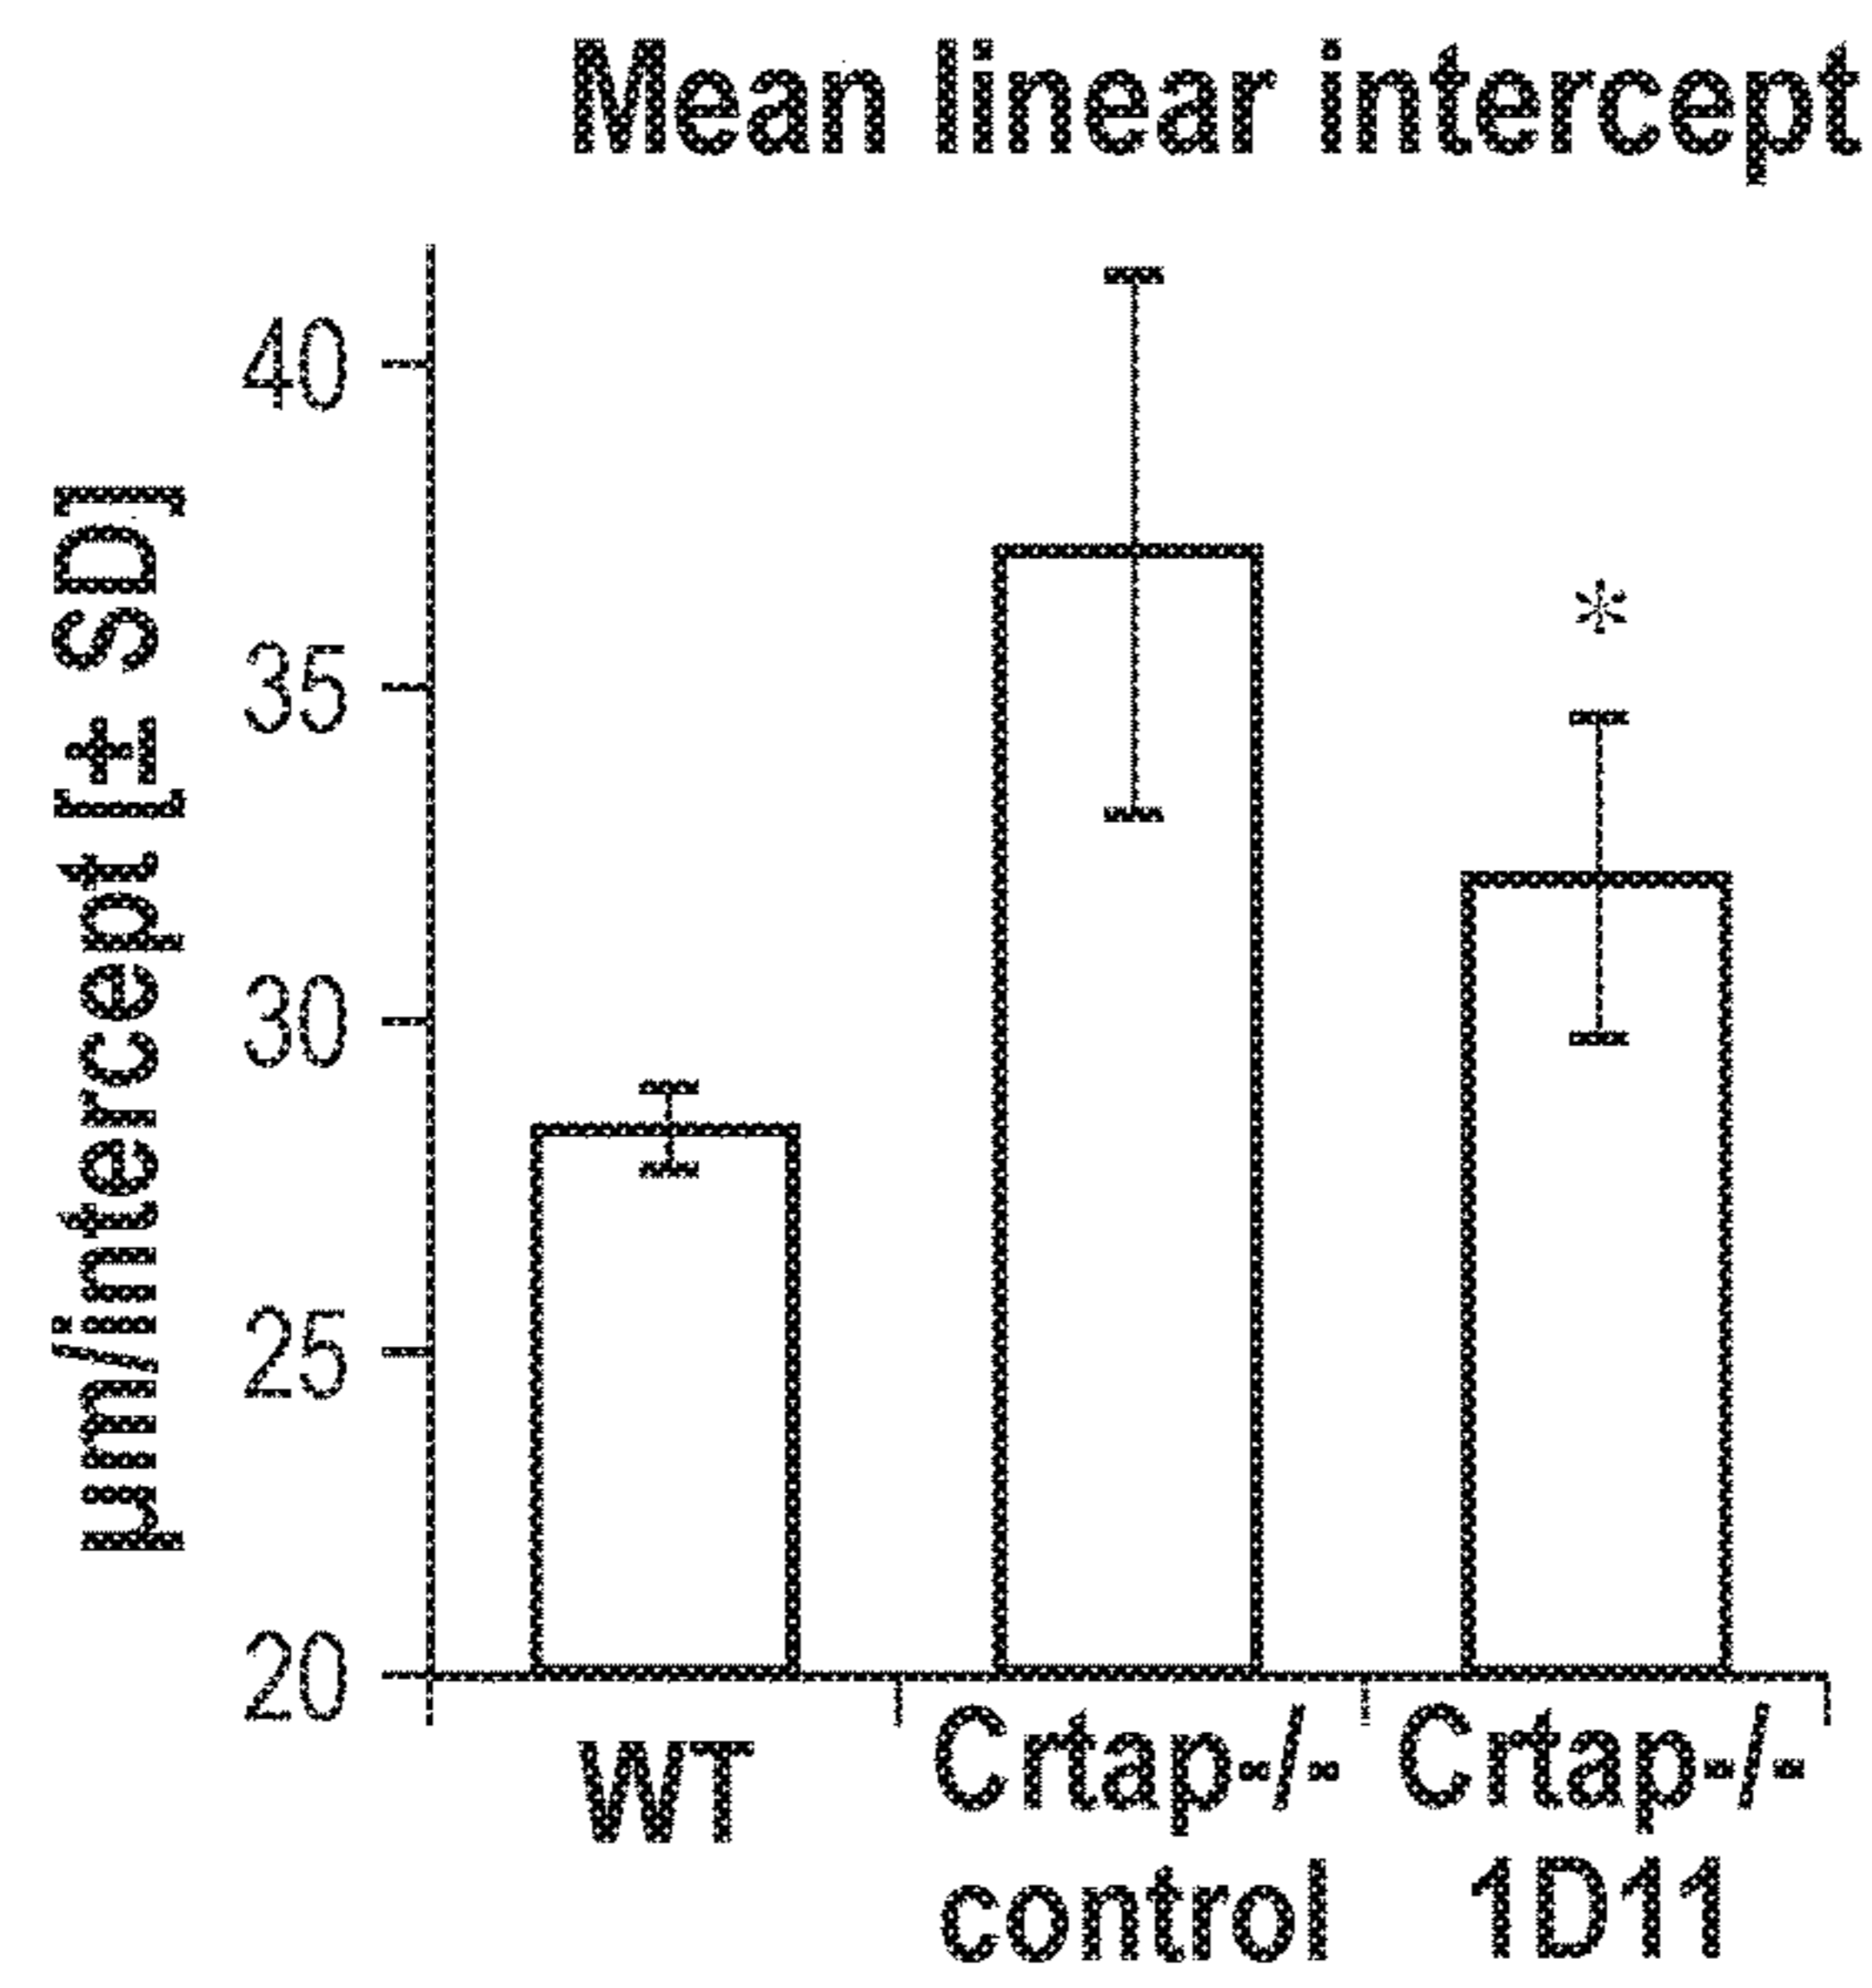 Mean linear intercept
µm/intercept [± SD]
40
35
30
25
20
*
WT
Crtap-/-
control
Crtap-/-
1D11